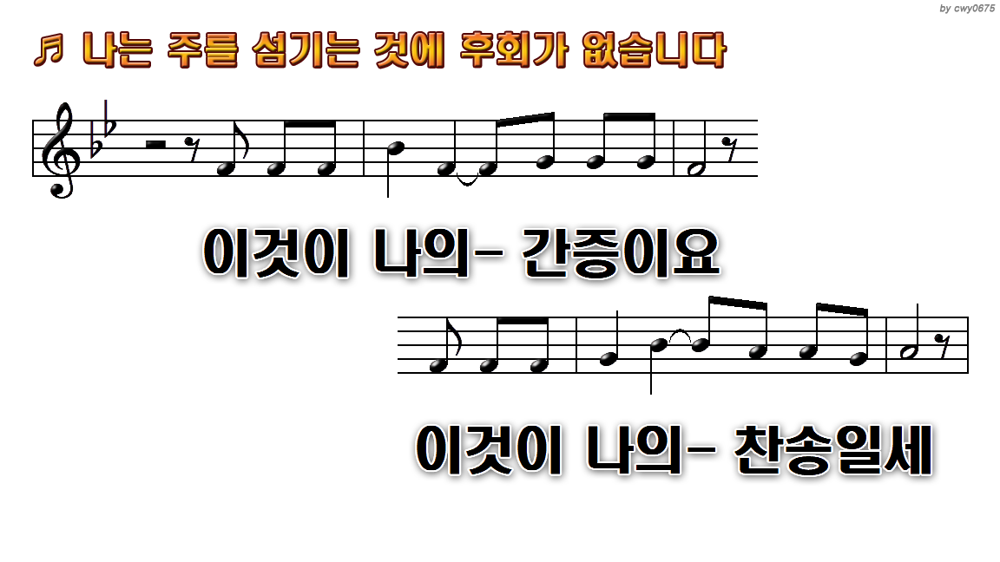 by cwy0675
♬ 나는 주를 섬기는 것에 후회가 없습니다
이것이 나의- 간증이요
이것이 나의- 찬송일세